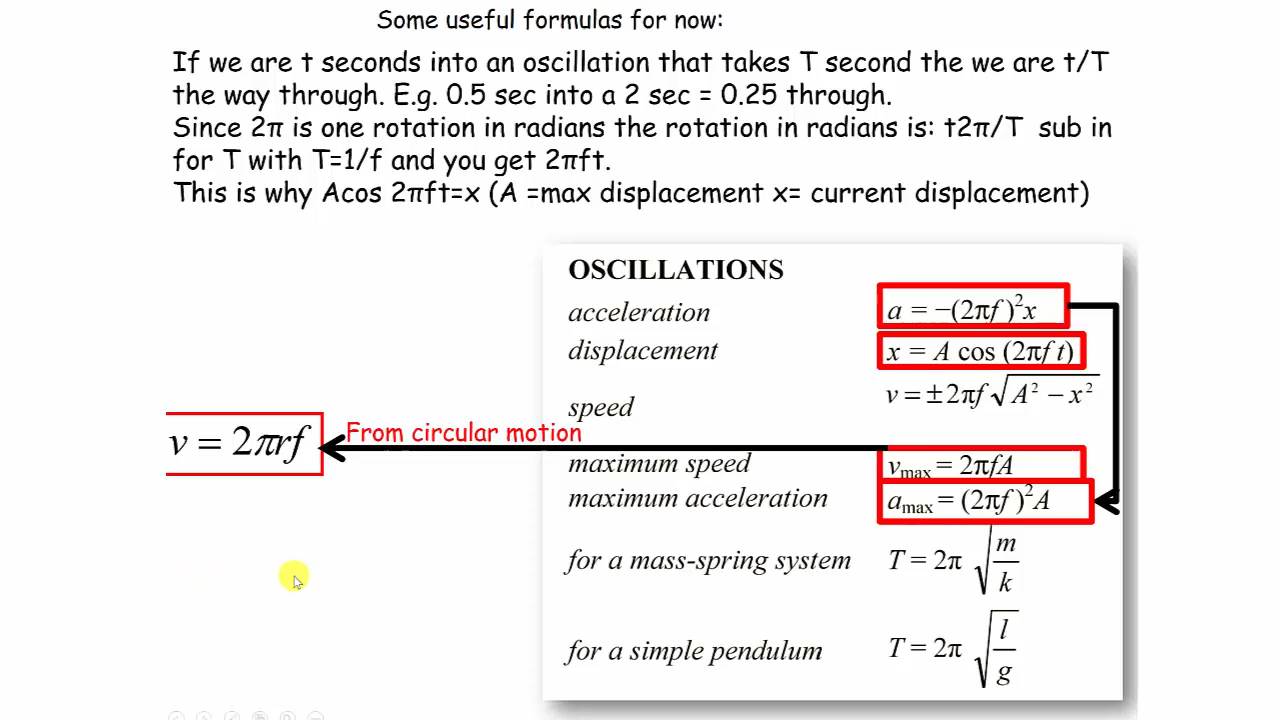 Some useful formulas for now:
If we are t seconds into an oscillation that takes T second the we are t/T
the way through. E.g. 0.5 sec into a 2 sec = 0.25 through.
Since 2π is one rotation in radians the rotation in radians is: t2π/T sub in
for T with T=1/f and you get 2πft.
This is why Acos 2πft=x (A =max displacement x= current displacement)
OSCILLATIONS
acceleration a = −(2πf)²x
displacement x = A cos (2πf t)
speed v = ±2πf√(A² − x²)
From circular motion
v = 2πrf
maximum speed vmax = 2πfA
maximum acceleration amax = (2πf)²A
for a mass-spring system T = 2π √(m/k)
for a simple pendulum T = 2π √(l/g)